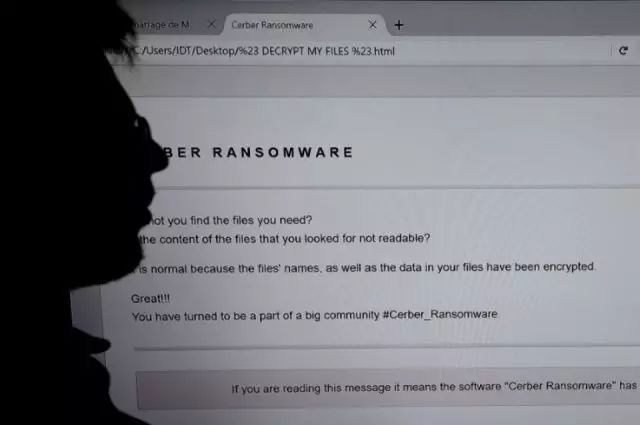 ariage de M
Cerber Ransomware
C:/Users/IDT/Desktop/%23 DECRYPT MY FILES %23.html
BER RANSOMWARE
not you find the files you need?
the content of the files that you looked for not readable?
is normal because the files' names, as well as the data in your files have been encrypted.
Great!!!
You have turned to be a part of a big community #Cerber_Ransomware.
If you are reading this message it means the software "Cerber Ransomware" has